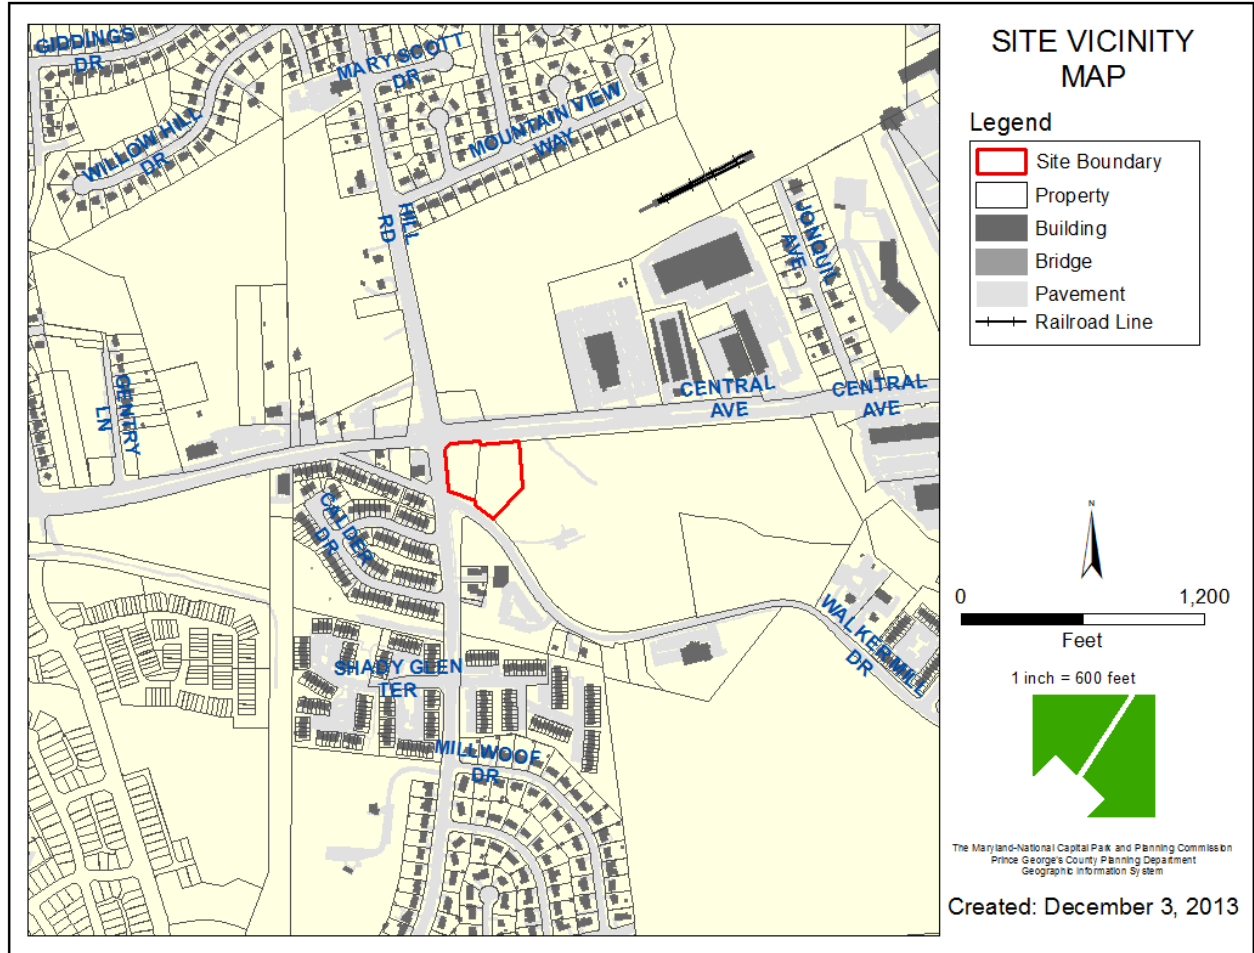 SITE VICINITY
MAP
Legend
Site Boundary
Property
Building
Bridge
Pavement
Railroad Line
GIDDINGS
DR
MARY SCOTT
DR
WILLOW HILL
DR
MOUNTAIN VIEW
WAY
HILL
RD
JONQUIL
AVE
CENTRAL
AVE
CENTRAL
AVE
GENTRY
LN
CALDER
DR
WALKER MILL
DR
SHADY GLEN
TER
MILLWOOF
DR
N
0 1,200
Feet
1 inch = 600 feet
The Maryland-National Capital Park and Planning Commission
Prince George's County Planning Department
Geographic Information System
Created: December 3, 2013